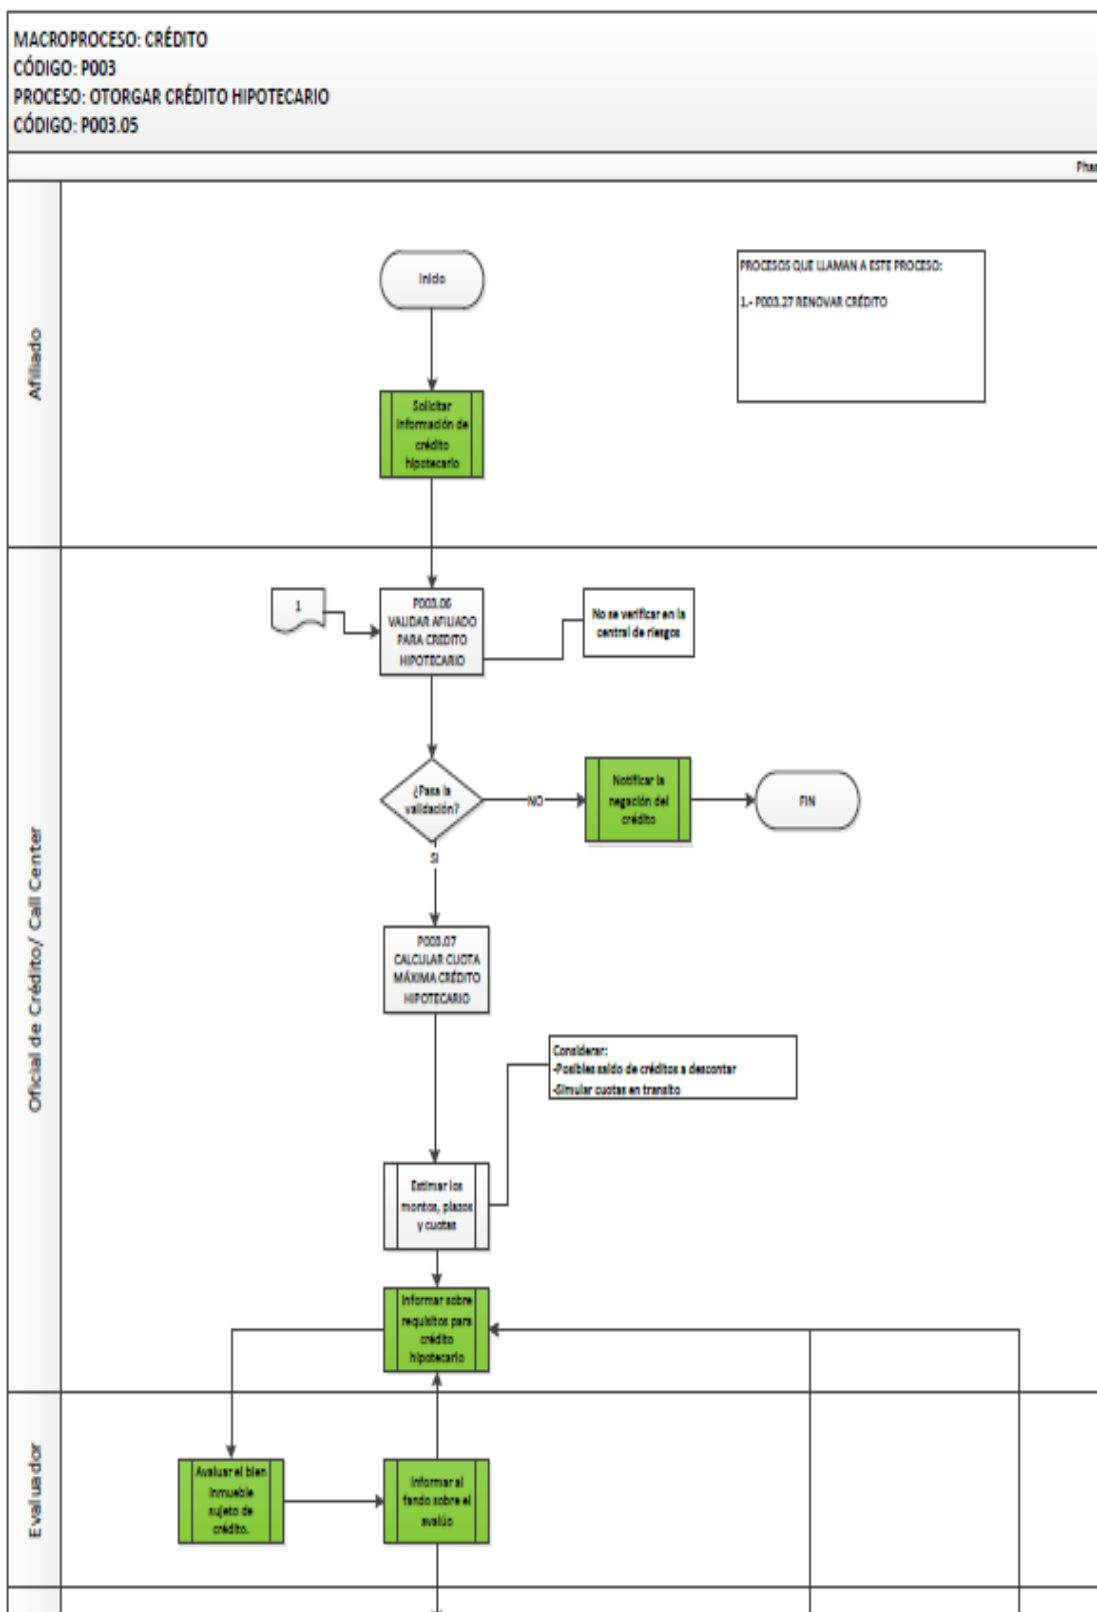 MACROPROCESO: CRÉDITO
CÓDIGO: P003
PROCESO: OTORGAR CRÉDITO HIPOTECARIO
CÓDIGO: P003.05
Phas
Afiliado
Inicio
PROCESOS QUE LLAMAN A ESTE PROCESO:
1.- P003.27 RENOVAR CRÉDITO
Solicitar
información de
crédito
hipotecario
Oficial de Crédito/ Call Center
1
P003.06
VALIDAR AFILIADO
PARA CREDITO
HIPOTECARIO
No se verificar en la
central de riesgos
¿Pasa la
validación?
NO
Notificar la
negación del
crédito
FIN
SI
P003.07
CALCULAR CUOTA
MÁXIMA CRÉDITO
HIPOTECARIO
Considerar:
-Posibles saldo de créditos a descontar
-Simular cuotas en transito
Estimar los
montos, plazos
y cuotas
Informar sobre
requisitos para
crédito
hipotecario
Evaluador
Avaluar el bien
inmueble
sujeto de
crédito.
Informar al
fando sobre el
avalúo